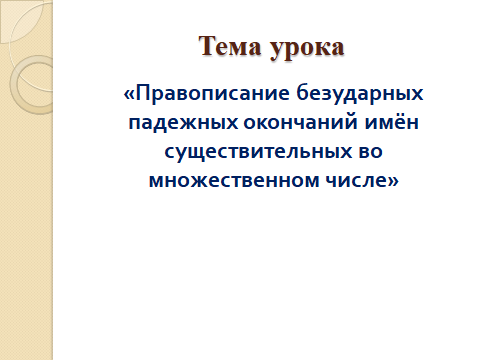 Тема урока
«Правописание безударных
падежных окончаний имён
существительных во
множественном числе»